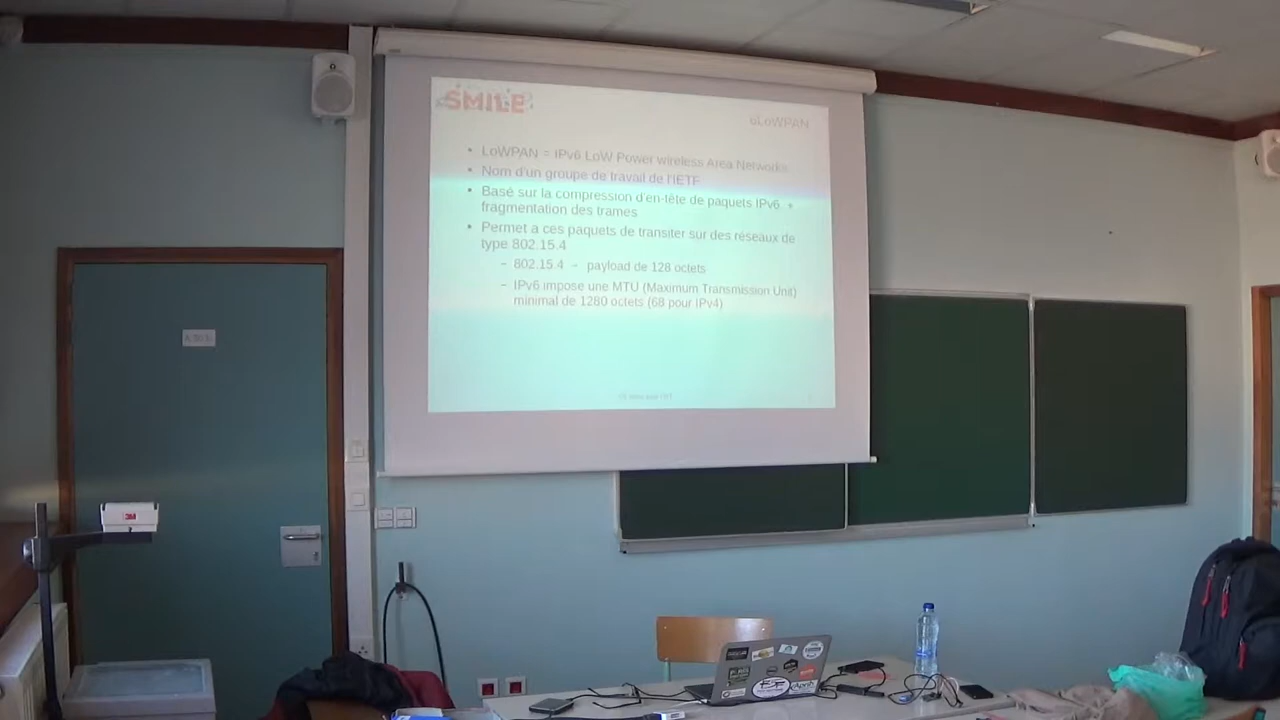 SMILE
6LoWPAN
• LoWPAN = IPv6 LoW Power wireless Area Networks
• Nom d'un groupe de travail de l'IETF
• Basé sur la compression d'en-tête de paquets IPv6 +
fragmentation des trames
• Permet a ces paquets de transiter sur des réseaux de
type 802.15.4
– 802.15.4 – payload de 128 octets
– IPv6 impose une MTU (Maximum Transmission Unit)
minimal de 1280 octets (68 pour IPv4)
3M